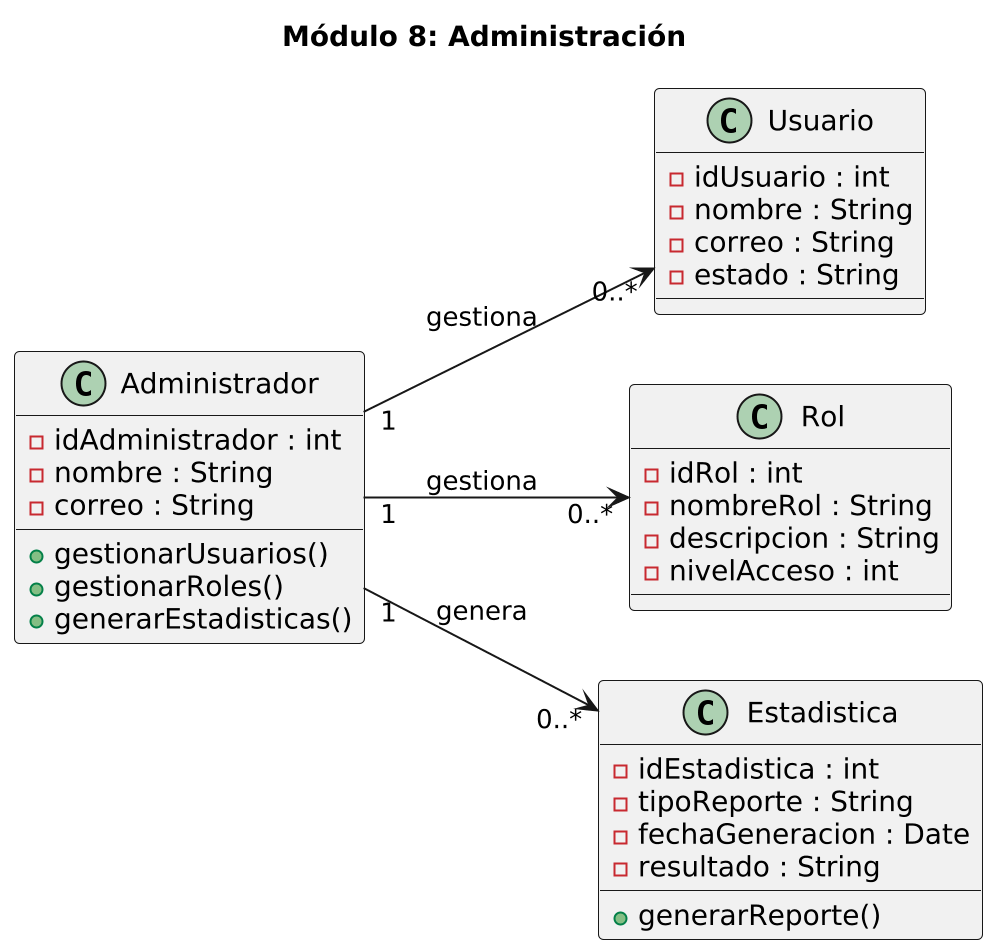 Módulo 8: Administración
C Usuario
idUsuario : int
nombre : String
correo : String
estado : String
0..*
gestiona
1
C Administrador
idAdministrador : int
nombre : String
correo : String
gestionarUsuarios()
gestionarRoles()
generarEstadisticas()
gestiona
1
0..*
C Rol
idRol : int
nombreRol : String
descripcion : String
nivelAcceso : int
1
genera
0..*
C Estadistica
idEstadistica : int
tipoReporte : String
fechaGeneracion : Date
resultado : String
generarReporte()